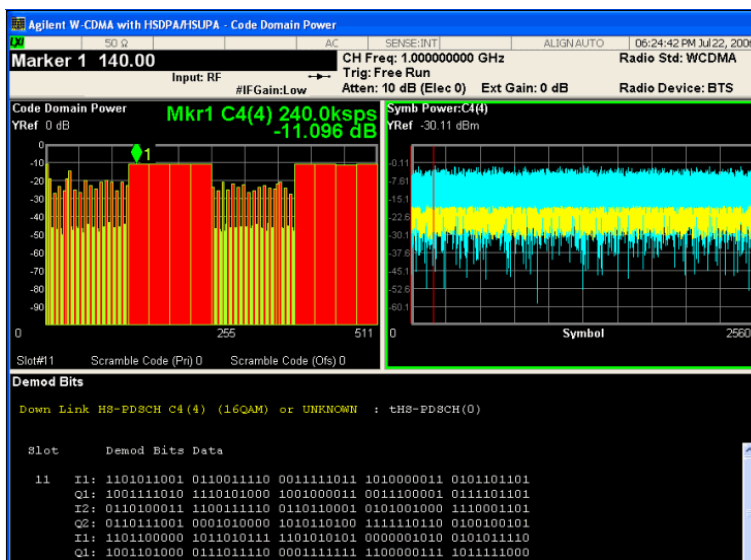 Agilent W-CDMA with HSDPA/HSUPA - Code Domain Power
LXI 50 Ω AC SENSE:INT ALIGN AUTO 06:24:42 PM Jul 22, 200
Marker 1 140.00
CH Freq: 1.000000000 GHz Radio Std: WCDMA
Input: RF Trig: Free Run
#IFGain:Low Atten: 10 dB (Elec 0) Ext Gain: 0 dB Radio Device: BTS
Code Domain Power
YRef 0 dB
Mkr1 C4(4) 240.0ksps
-11.096 dB
1
0
-10
-20
-30
-40
-50
-60
-70
-80
-90
0 255 511
Slot#11 Scramble Code (Pri) 0 Scramble Code (Ofs) 0
Symb Power:C4(4)
YRef -30.11 dBm
-0.11
-7.61
-15.1
-22.6
-30.1
-37.6
-45.1
-52.6
-60.1
0 Symbol 2560
Demod Bits
Down Link HS-PDSCH C4(4) (16QAM) or UNKNOWN : tHS-PDSCH(0)
Slot Demod Bits Data
11 I1: 1101011001 0110011110 0011111011 1010000011 0101101101
Q1: 1001111010 1110101000 1001000011 0011100001 0111101101
I2: 0110100011 1100111110 0110110001 0101001000 1110001101
Q2: 0110111001 0001010000 1010110100 1111110110 0100100101
I1: 1101100000 1011010111 1101010101 0000001010 0101011110
Q1: 1001101000 0111011110 0001111111 1100000111 1011111000